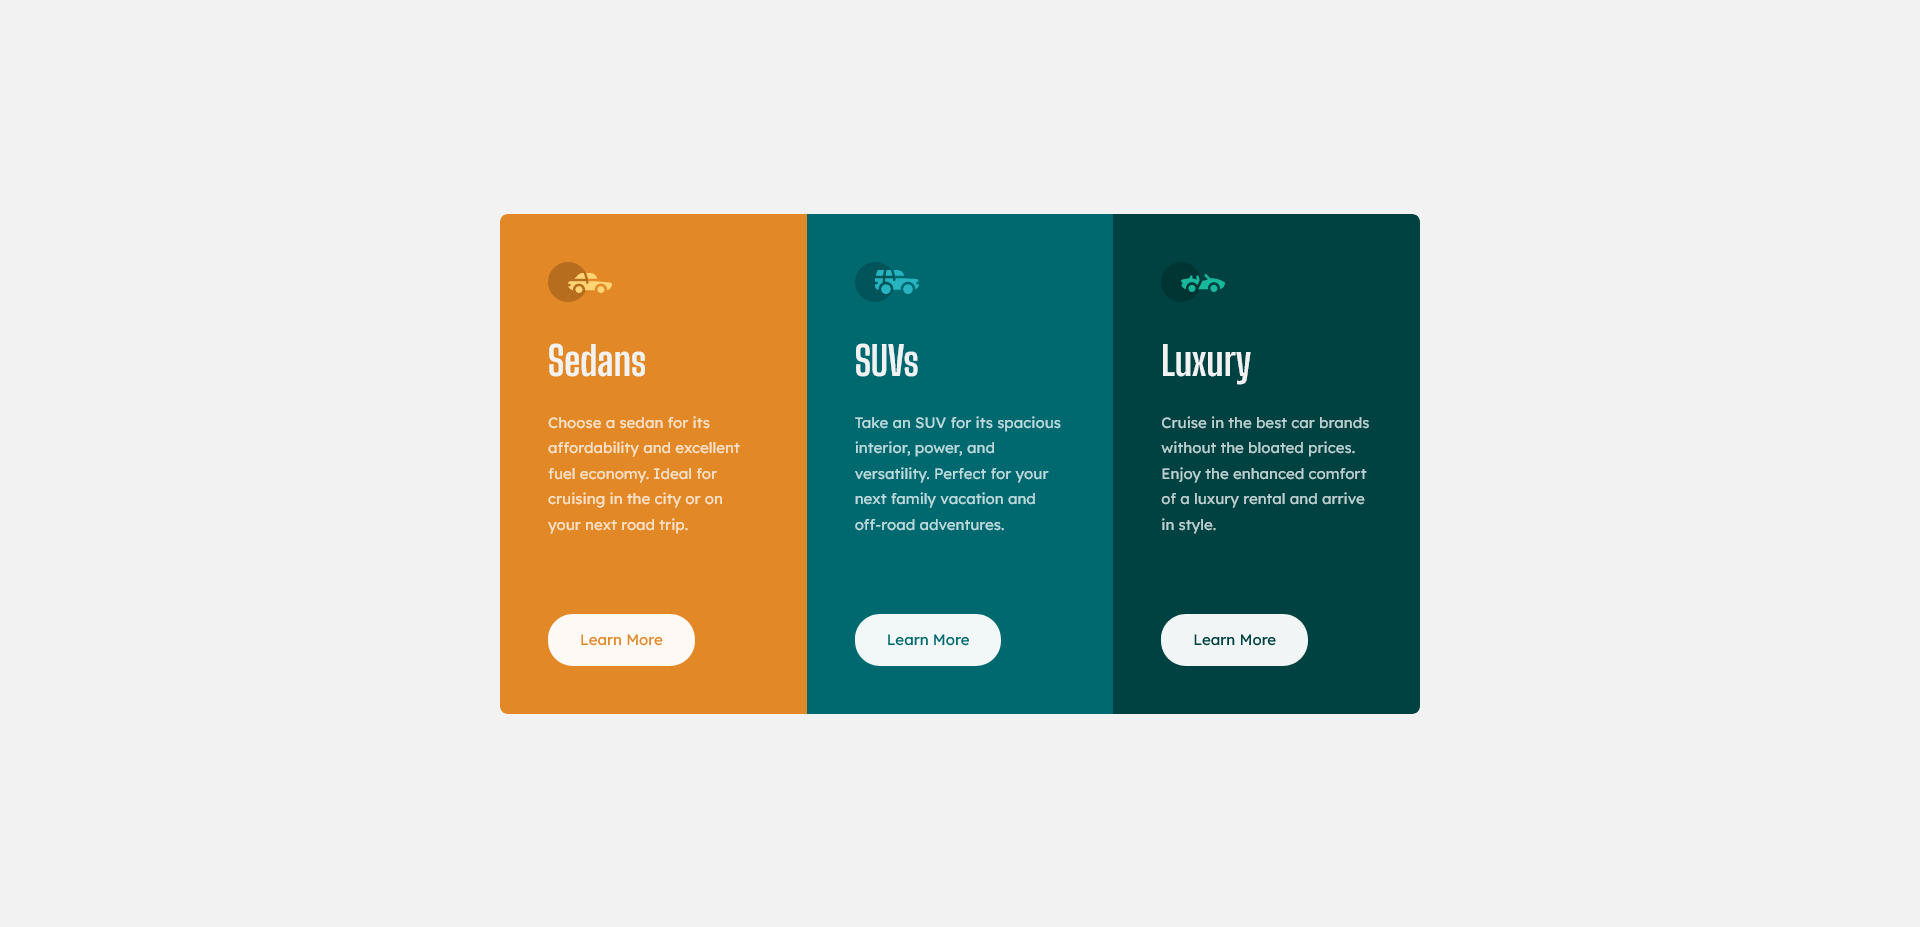 Sedans
Choose a sedan for its
affordability and excellent
fuel economy. Ideal for
cruising in the city or on
your next road trip.
Learn More
SUVs
Take an SUV for its spacious
interior, power, and
versatility. Perfect for your
next family vacation and
off-road adventures.
Learn More
Luxury
Cruise in the best car brands
without the bloated prices.
Enjoy the enhanced comfort
of a luxury rental and arrive
in style.
Learn More